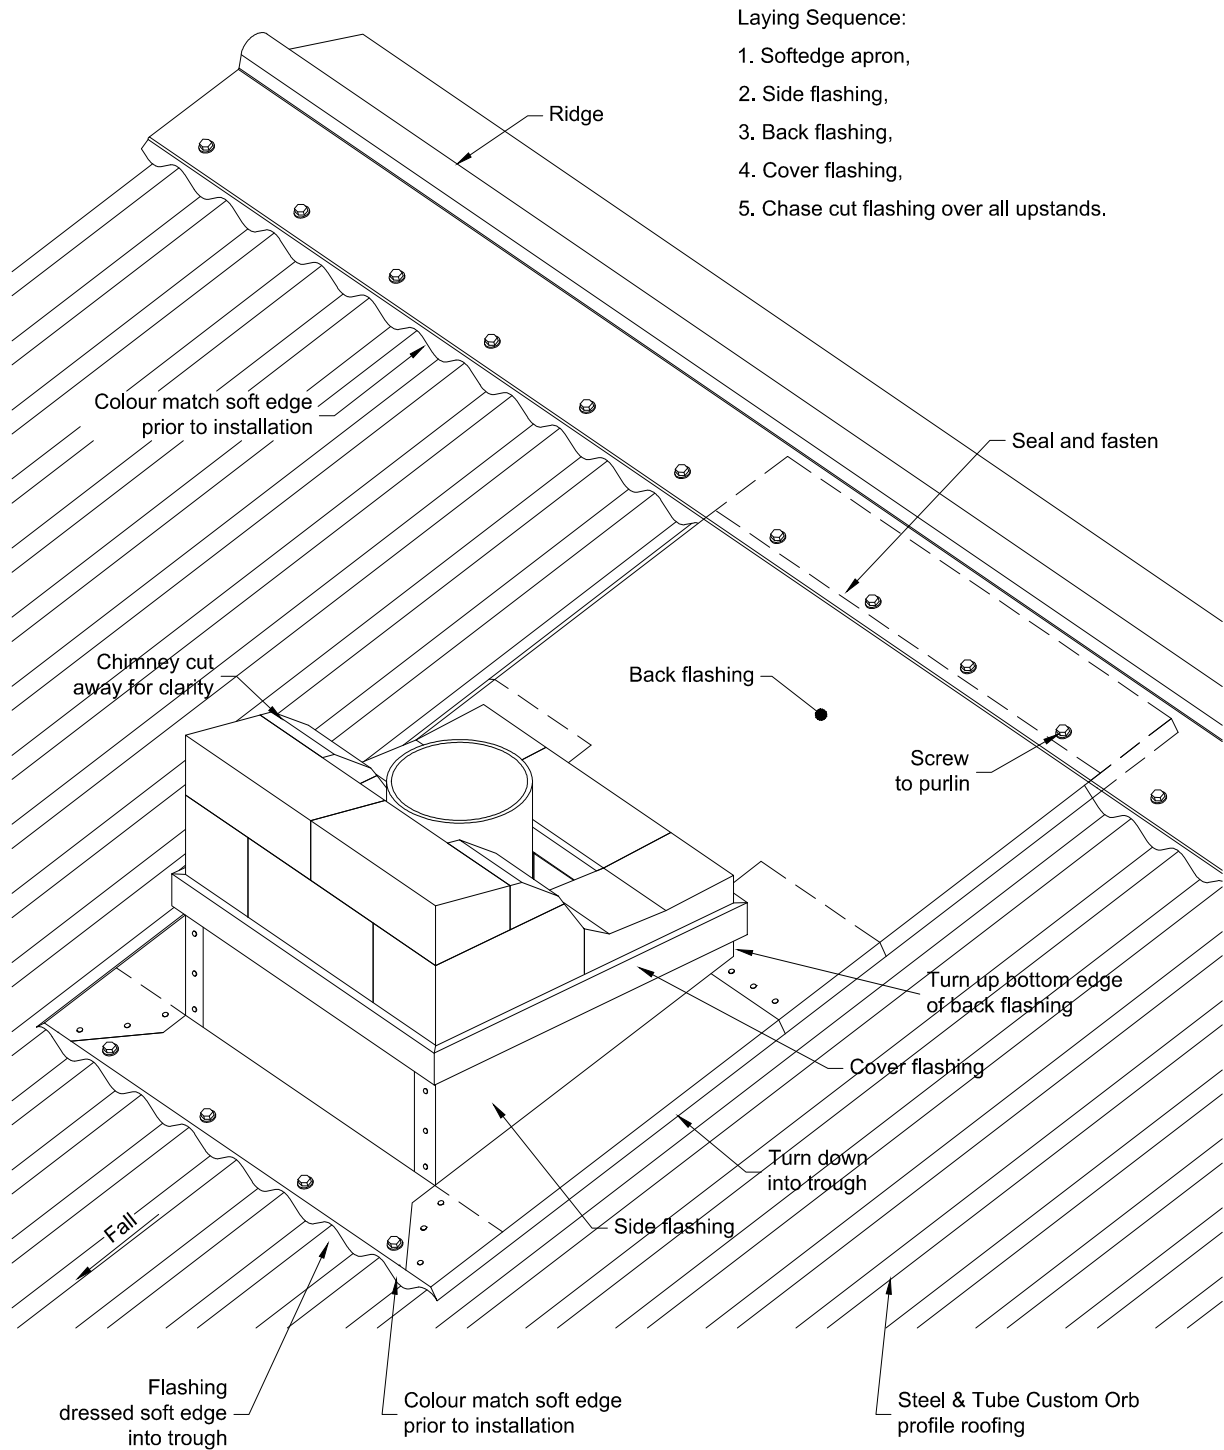 Laying Sequence:
1. Softedge apron,
2. Side flashing,
3. Back flashing,
4. Cover flashing,
5. Chase cut flashing over all upstands.
Ridge
Colour match soft edge
prior to installation
Seal and fasten
Chimney cut
away for clarity
Back flashing
Screw
to purlin
Turn up bottom edge
of back flashing
Cover flashing
Turn down
into trough
Side flashing
Fall
Flashing
dressed soft edge
into trough
Colour match soft edge
prior to installation
Steel & Tube Custom Orb
profile roofing